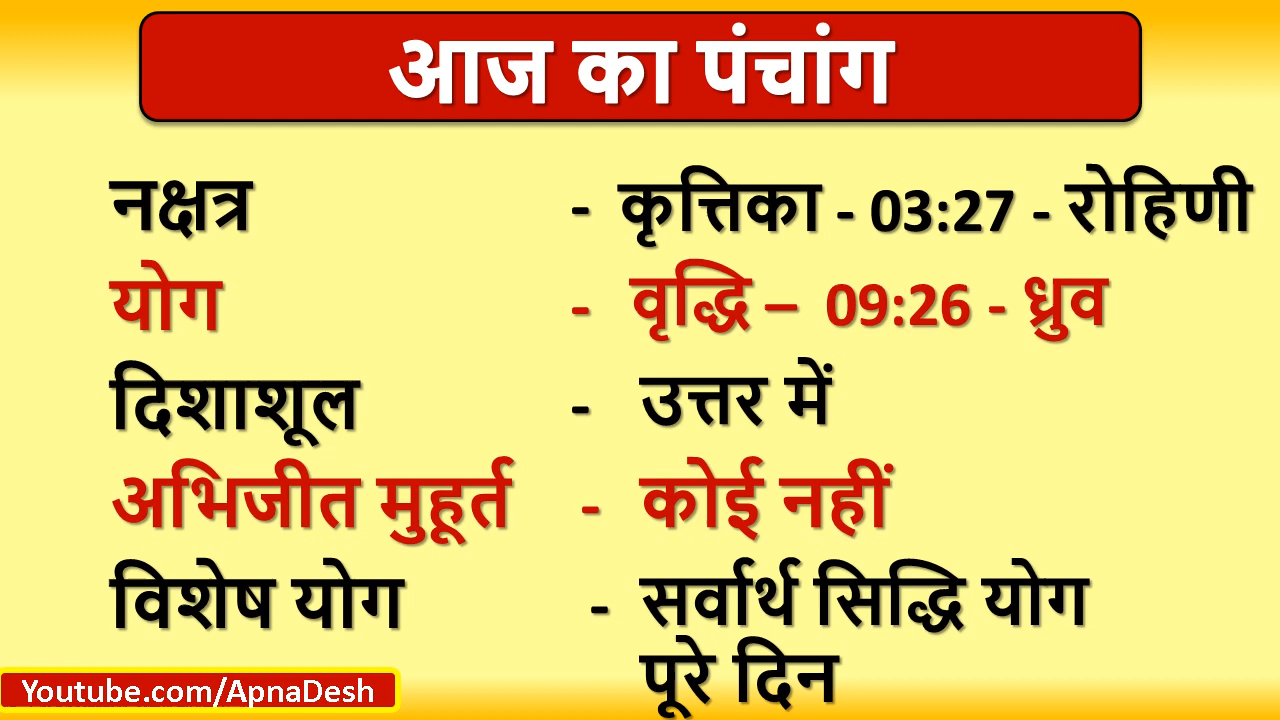 आज का पंचांग
नक्षत्र - कृत्तिका - 03:27 - रोहिणी
योग - वृद्धि – 09:26 - ध्रुव
दिशाशूल - उत्तर में
अभिजीत मुहूर्त - कोई नहीं
विशेष योग - सर्वार्थ सिद्धि योग
पूरे दिन
Youtube.com/ApnaDesh